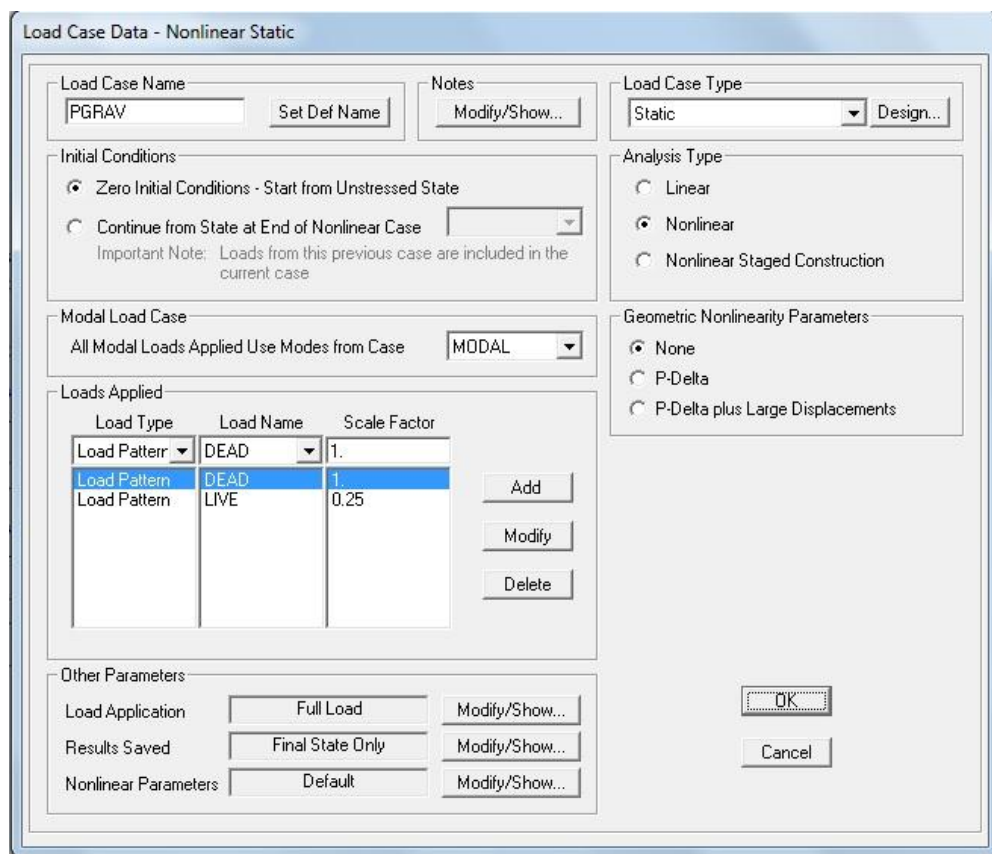 Load Case Data - Nonlinear Static
Load Case Name
PGRAV
Set Def Name
Notes
Modify/Show...
Load Case Type
Static
Design...
Initial Conditions
Zero Initial Conditions - Start from Unstressed State
Continue from State at End of Nonlinear Case
Important Note: Loads from this previous case are included in the
current case
Analysis Type
Linear
Nonlinear
Nonlinear Staged Construction
Modal Load Case
All Modal Loads Applied Use Modes from Case
MODAL
Geometric Nonlinearity Parameters
None
P-Delta
P-Delta plus Large Displacements
Loads Applied
Load Type Load Name Scale Factor
Load Patterr DEAD 1.
Load Pattern DEAD 1.
Load Pattern LIVE 0.25
Add
Modify
Delete
Other Parameters
Load Application Full Load Modify/Show...
Results Saved Final State Only Modify/Show...
Nonlinear Parameters Default Modify/Show...
OK
Cancel